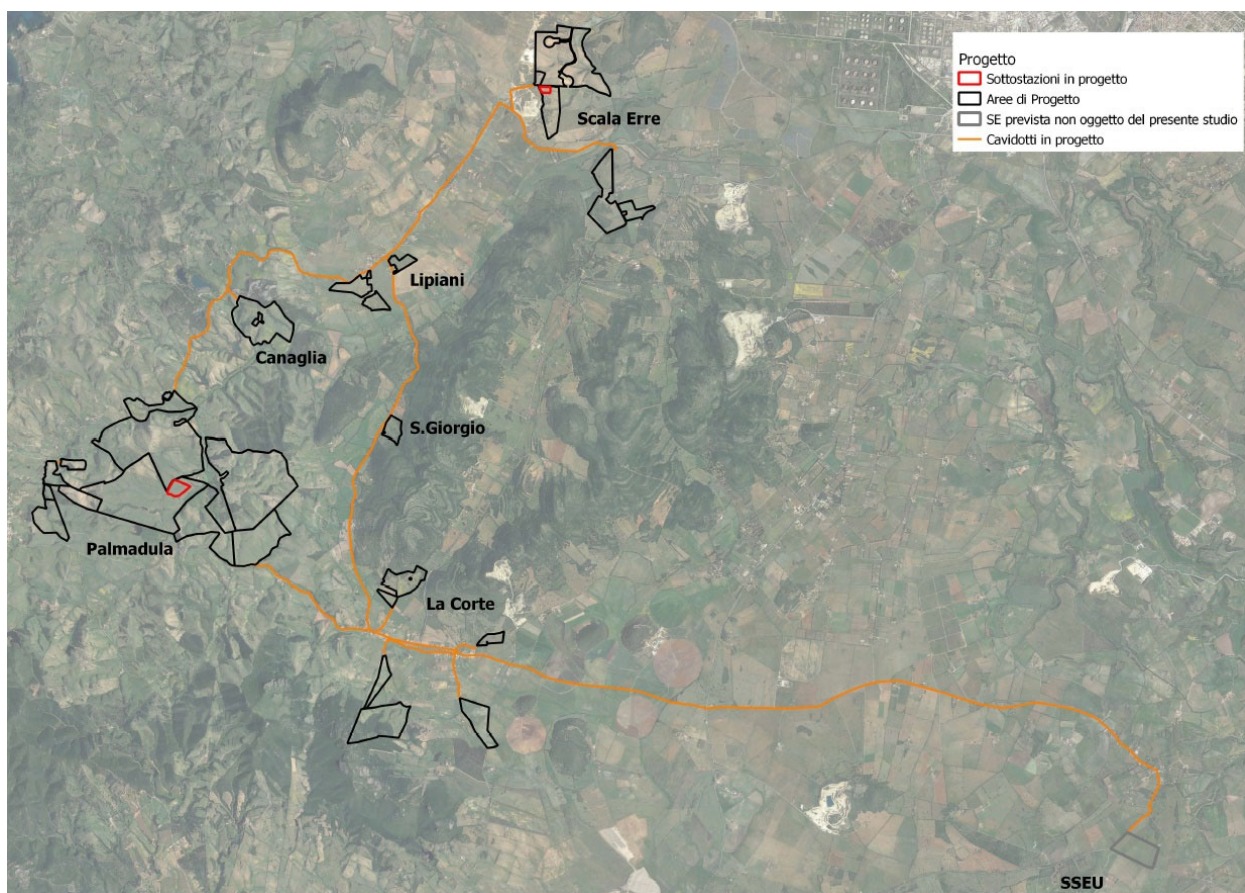 Progetto
Sottostazioni in progetto
Aree di Progetto
SE prevista non oggetto del presente studio
Cavidotti in progetto
Scala Erre
Lipiani
Canaglia
S.Giorgio
Palmadula
La Corte
SSEU